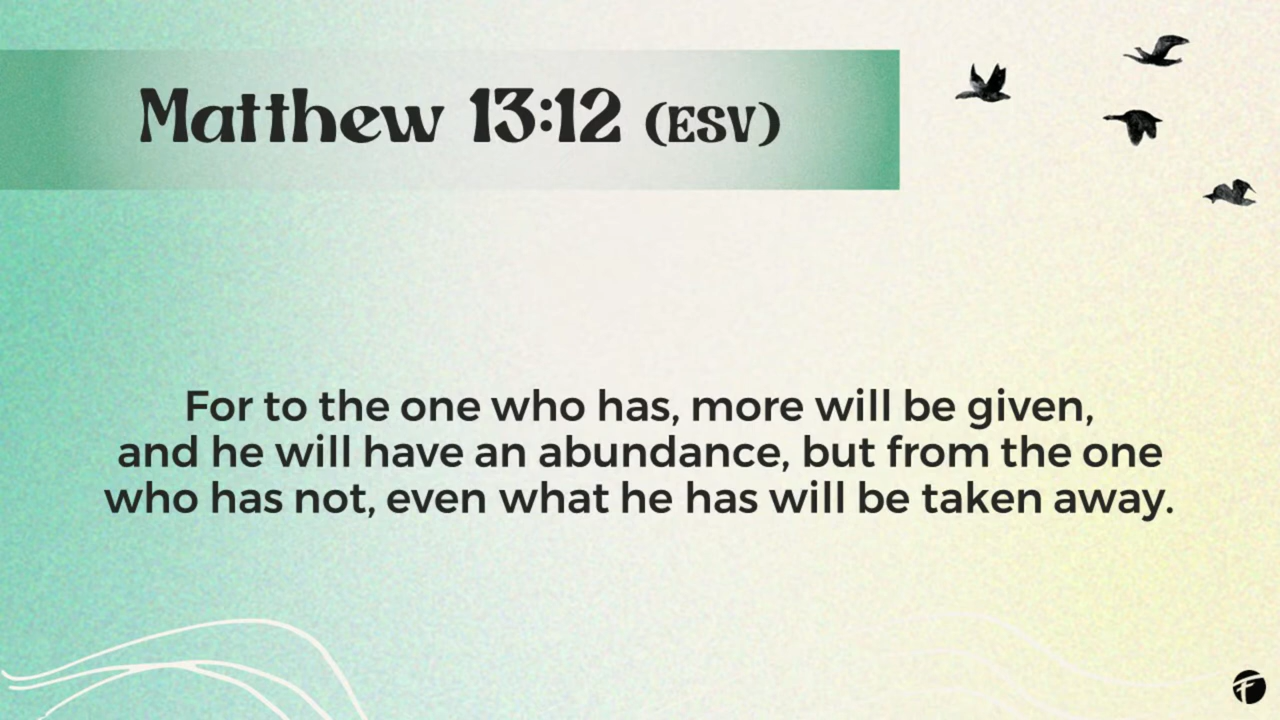 Matthew 13:12 (ESV)
For to the one who has, more will be given,
and he will have an abundance, but from the one
who has not, even what he has will be taken away.